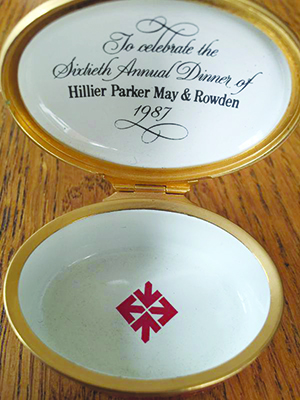 To celebrate the
Sixtieth Annual Dinner of
Hillier Parker May & Rowden
1987